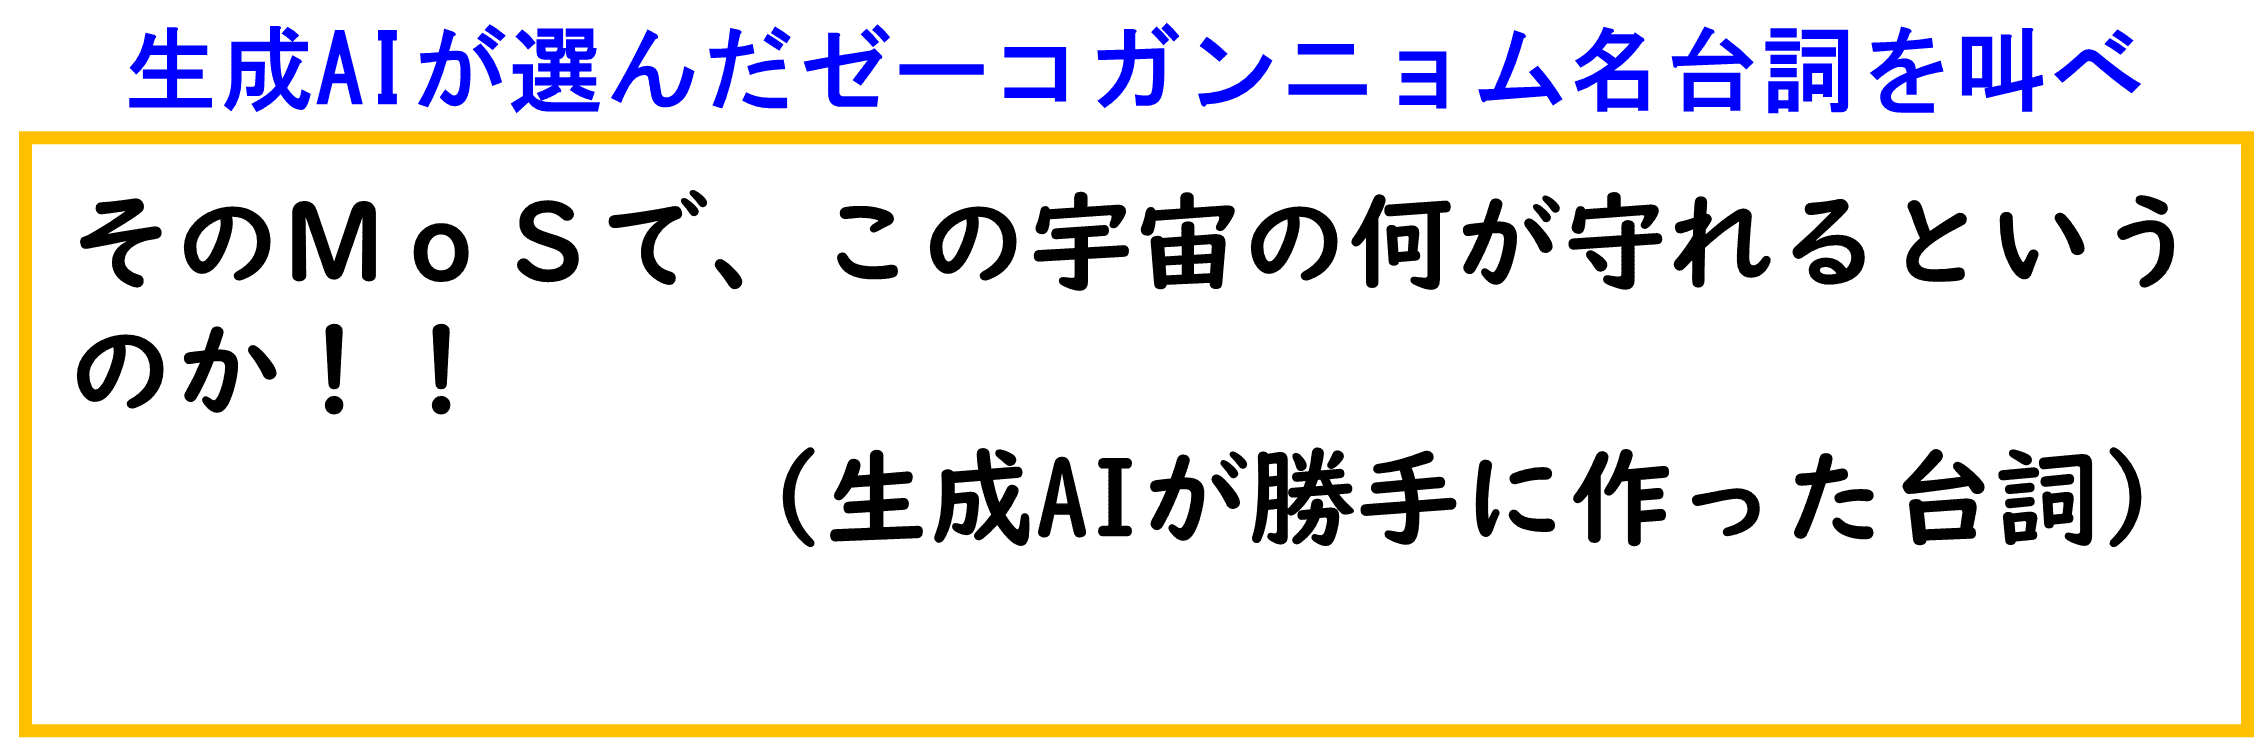 生成AIが選んだゼーコガンニョム名台詞を叫べ
そのＭｏＳで、この宇宙の何が守れるという
のか！！
（生成AIが勝手に作った台詞）